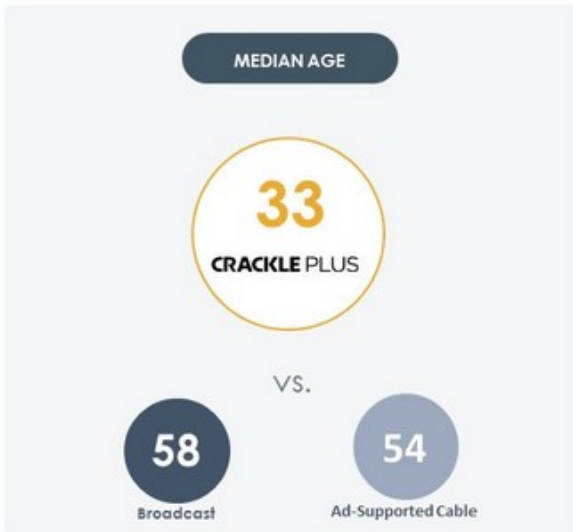 MEDIAN AGE
33
CRACKLE PLUS
VS.
58
54
Broadcast
Ad-Supported Cable